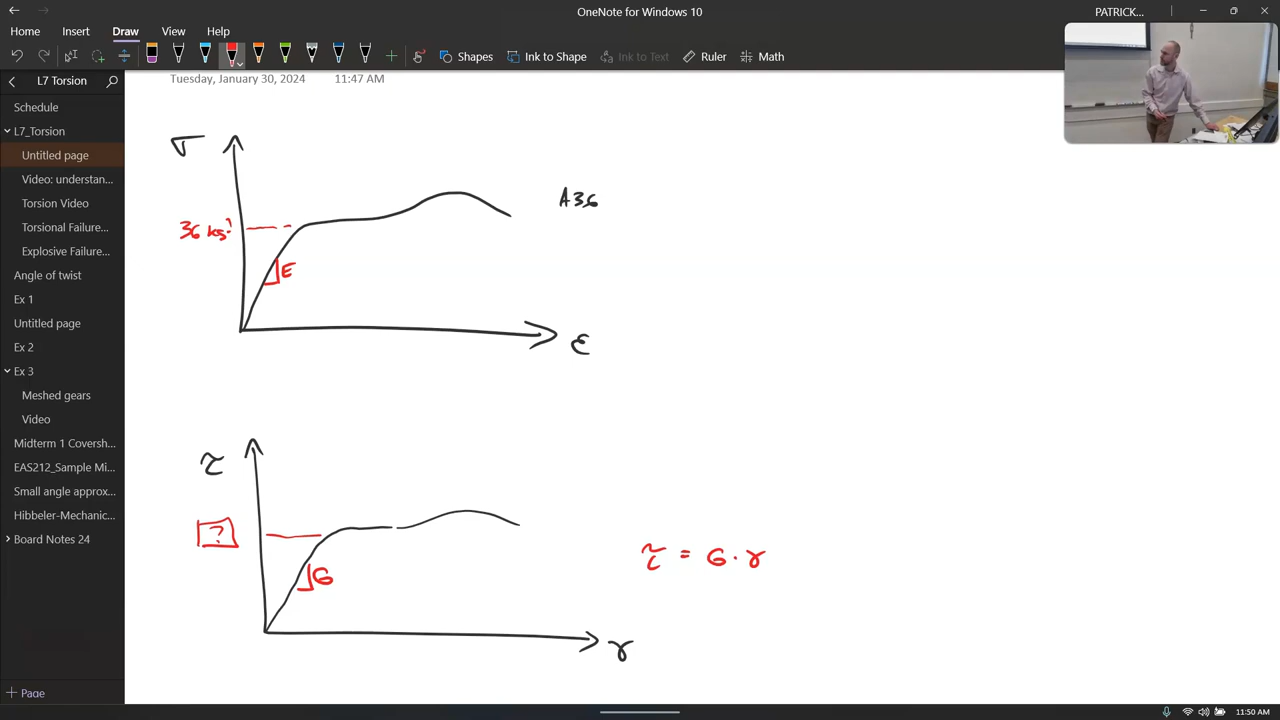 OneNote for Windows 10
PATRICK...
Home Insert Draw View Help
Shapes Ink to Shape Ink to Text Ruler Math
L7 Torsion
Schedule
L7_Torsion
Untitled page
Video: understan...
Torsion Video
Torsional Failure...
Explosive Failure...
Angle of twist
Ex 1
Untitled page
Ex 2
Ex 3
Meshed gears
Video
Midterm 1 Coversh...
EAS212_Sample Mi...
Small angle approx...
Hibbeler-Mechanic...
Board Notes 24
Page
Tuesday, January 30, 2024 11:47 AM
σ
A36
36 ksi
E
ε
τ
?
G
τ = G · γ
γ
11:50 AM